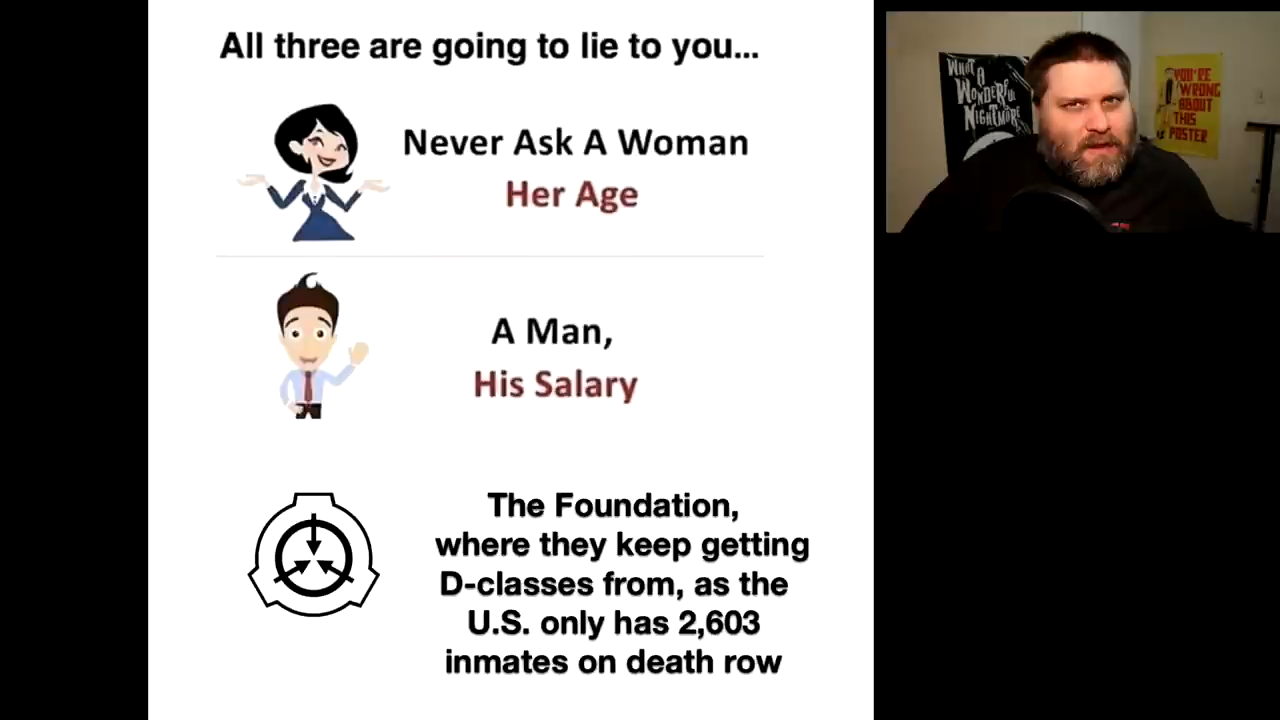 All three are going to lie to you...
Never Ask A Woman
Her Age
A Man,
His Salary
The Foundation,
where they keep getting
D-classes from, as the
U.S. only has 2,603
inmates on death row
WHAT A
WONDERFUL
NIGHTMARE
YOU'RE
WRONG
ABOUT
THIS
POSTER